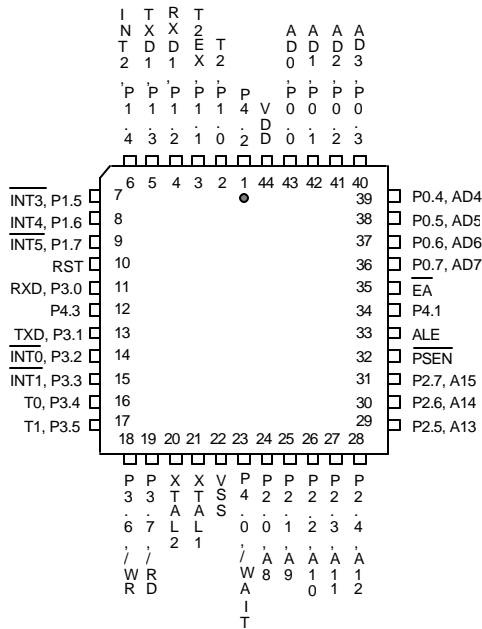 INT2, P1.4
TXD1, P1.3
RXD1, P1.2
T2EX, P1.1
T2, P1.0
P4.2
VDD
AD0, P0.0
AD1, P0.1
AD2, P0.2
AD3, P0.3
6 5 4 3 2 1 44 43 42 41 40
INT3, P1.5 7
INT4, P1.6 8
INT5, P1.7 9
RST 10
RXD, P3.0 11
P4.3 12
TXD, P3.1 13
INT0, P3.2 14
INT1, P3.3 15
T0, P3.4 16
T1, P3.5 17
39 P0.4, AD4
38 P0.5, AD5
37 P0.6, AD6
36 P0.7, AD7
35 EA
34 P4.1
33 ALE
32 PSEN
31 P2.7, A15
30 P2.6, A14
29 P2.5, A13
18 19 20 21 22 23 24 25 26 27 28
P3.6, /WR
P3.7, /RD
XTAL2
XTAL1
VSS
P4.0, /WAIT
P2.0, A8
P2.1, A9
P2.2, A10
P2.3, A11
P2.4, A12